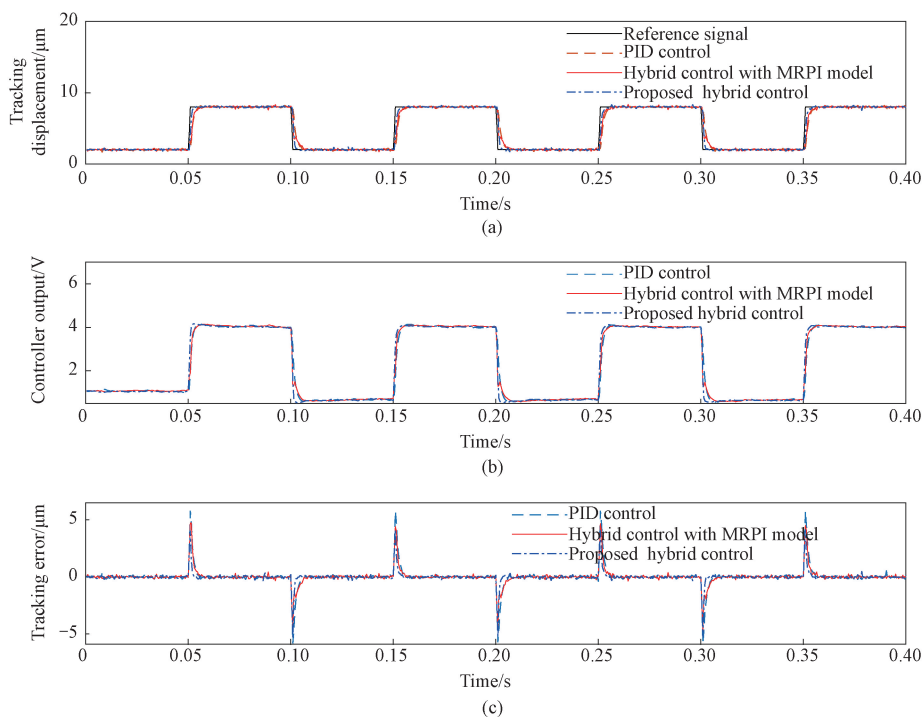 20
10
0
Tracking
displacement/μm
Reference signal
PID control
Hybrid control with MRPI model
Proposed hybrid control
0 0.05 0.10 0.15 0.20 0.25 0.30 0.35 0.40
Time/s
(a)
6
4
2
Controller output/V
PID control
Hybrid control with MRPI model
Proposed hybrid control
0 0.05 0.10 0.15 0.20 0.25 0.30 0.35 0.40
Time/s
(b)
5
0
−5
Tracking error/μm
PID control
Hybrid control with MRPI model
Proposed hybrid control
0 0.05 0.10 0.15 0.20 0.25 0.30 0.35 0.40
Time/s
(c)